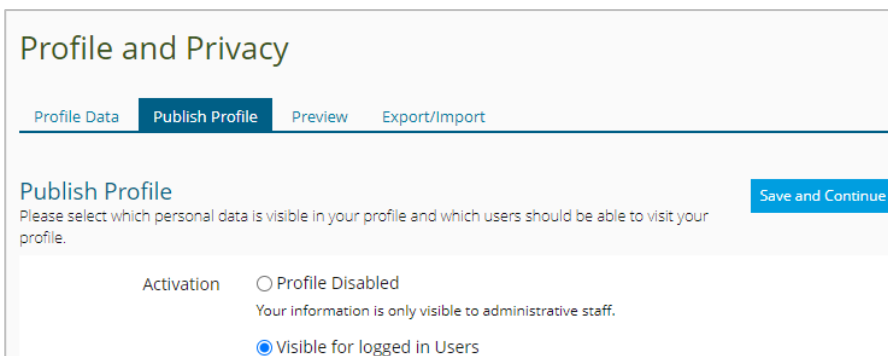 Profile and Privacy
Profile Data Publish Profile Preview Export/Import
Publish Profile
Save and Continue
Please select which personal data is visible in your profile and which users should be able to visit your
profile.
Activation Profile Disabled
Your information is only visible to administrative staff.
Visible for logged in Users